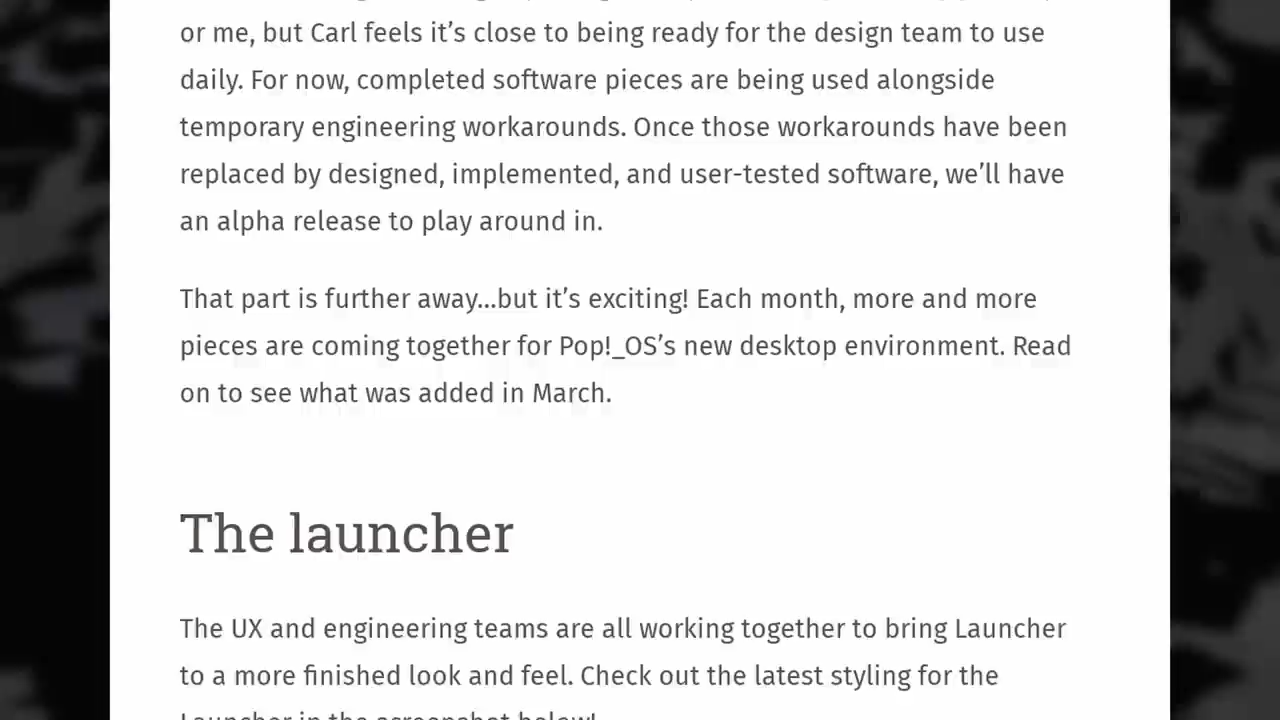 or me, but Carl feels it’s close to being ready for the design team to use
daily. For now, completed software pieces are being used alongside
temporary engineering workarounds. Once those workarounds have been
replaced by designed, implemented, and user-tested software, we’ll have
an alpha release to play around in.
That part is further away...but it’s exciting! Each month, more and more
pieces are coming together for Pop!_OS’s new desktop environment. Read
on to see what was added in March.
The launcher
The UX and engineering teams are all working together to bring Launcher
to a more finished look and feel. Check out the latest styling for the
Launcher in the screenshot below!